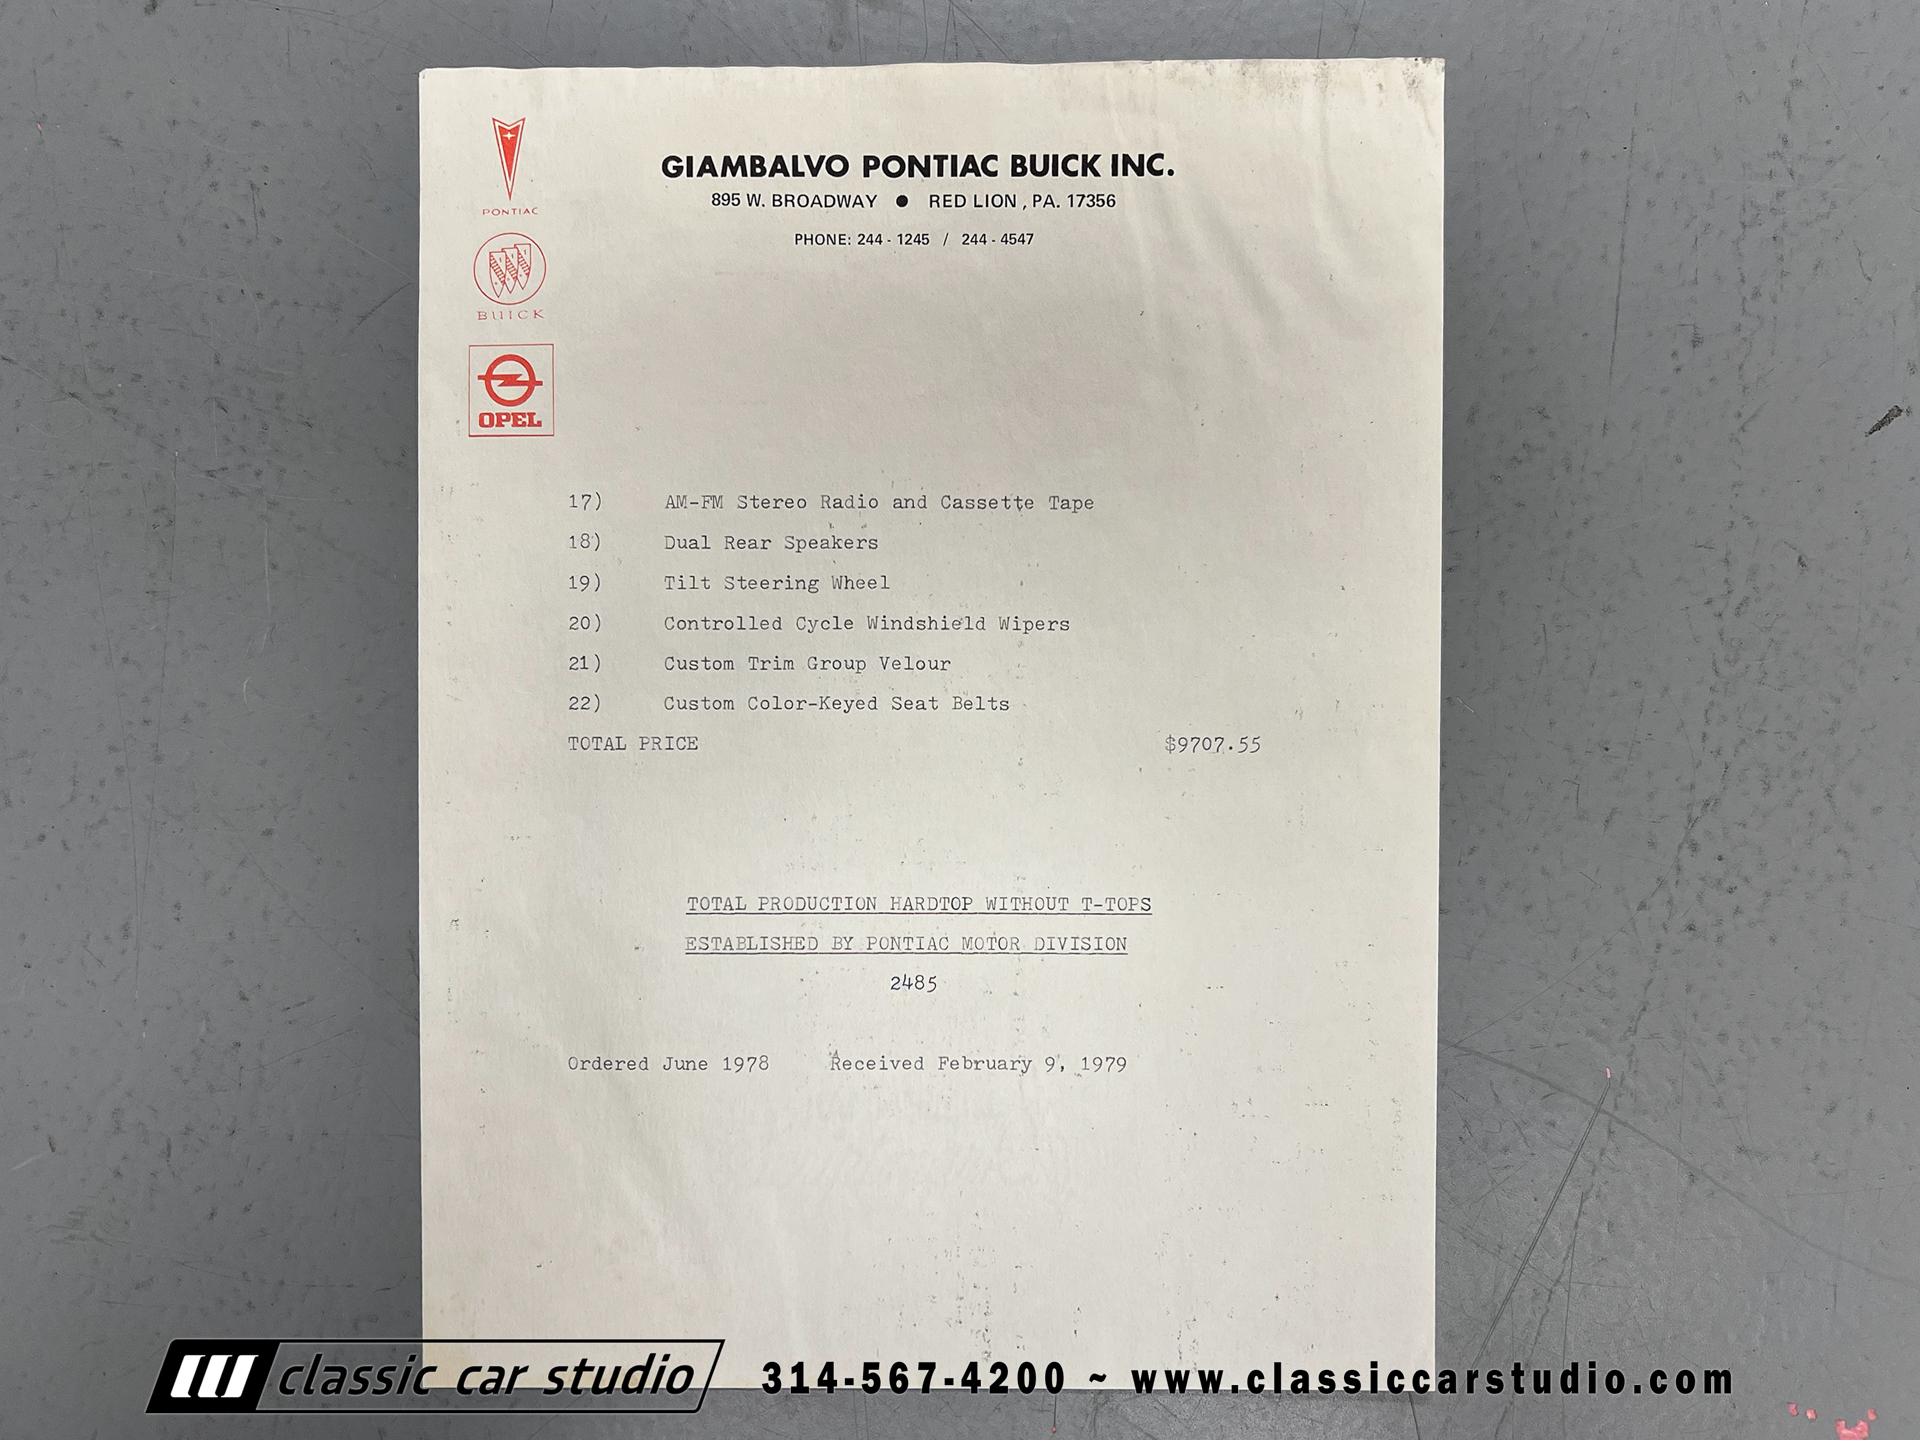 GIAMBALVO PONTIAC BUICK INC.
895 W. BROADWAY ● RED LION, PA. 17356
PHONE: 244-1245 / 244-4547
PONTIAC
BUICK
OPEL
17) AM-FM Stereo Radio and Cassette Tape
18) Dual Rear Speakers
19) Tilt Steering Wheel
20) Controlled Cycle Windshield Wipers
21) Custom Trim Group Velour
22) Custom Color-Keyed Seat Belts
TOTAL PRICE $9707.55
TOTAL PRODUCTION HARDTOP WITHOUT T-TOPS
ESTABLISHED BY PONTIAC MOTOR DIVISION
2485
Ordered June 1978 Received February 9, 1979
classic car studio 314-567-4200 ~ www.classiccarstudio.com